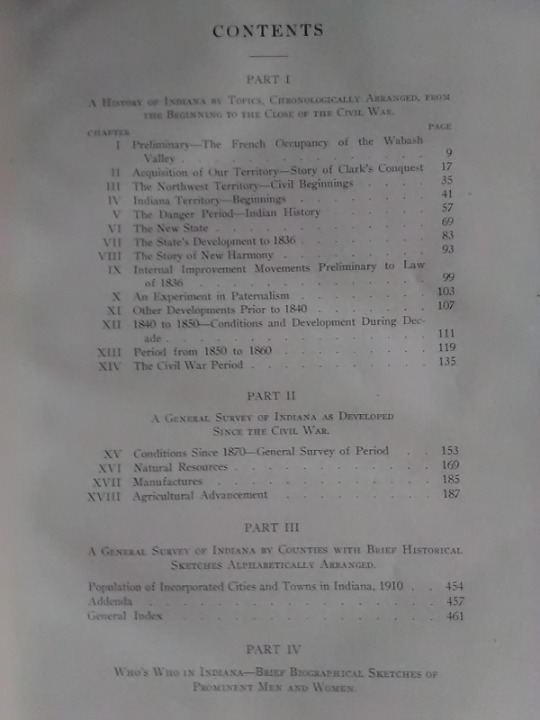 CONTENTS
PART I
A History of Indiana by Topics, Chronologically Arranged, from
the Beginning to the Close of the Civil War.
CHAPTER PAGE
I Preliminary—The French Occupancy of the Wabash
Valley . . . . . . . . . . 9
II Acquisition of Our Territory—Story of Clark's Conquest 17
III The Northwest Territory—Civil Beginnings . . . . 35
IV Indiana Territory—Beginnings . . . . . . 41
V The Danger Period—Indian History . . . . 57
VI The New State . . . . . . . . . 69
VII The State's Development to 1836 . . . . . 83
VIII The Story of New Harmony . . . . . . 93
IX Internal Improvement Movements Preliminary to Law
of 1836 . . . . . . . . . . 99
X An Experiment in Paternalism . . . . . . 103
XI Other Developments Prior to 1840 . . . . . 107
XII 1840 to 1850—Conditions and Development During Dec-
ade . . . . . . . . . . . 111
XIII Period from 1850 to 1860 . . . . . . 119
XIV The Civil War Period . . . . . . . . 135
PART II
A General Survey of Indiana as Developed
Since the Civil War.
XV Conditions Since 1870—General Survey of Period . . 153
XVI Natural Resources . . . . . . . . 169
XVII Manufactures . . . . . . . . . 185
XVIII Agricultural Advancement . . . . . . 187
PART III
A General Survey of Indiana by Counties with Brief Historical
Sketches Alphabetically Arranged.
Population of Incorporated Cities and Towns in Indiana, 1910 . . 454
Addenda . . . . . . . . . . . . 457
General Index . . . . . . . . . . . 461
PART IV
Who's Who in Indiana—Brief Biographical Sketches of
Prominent Men and Women.